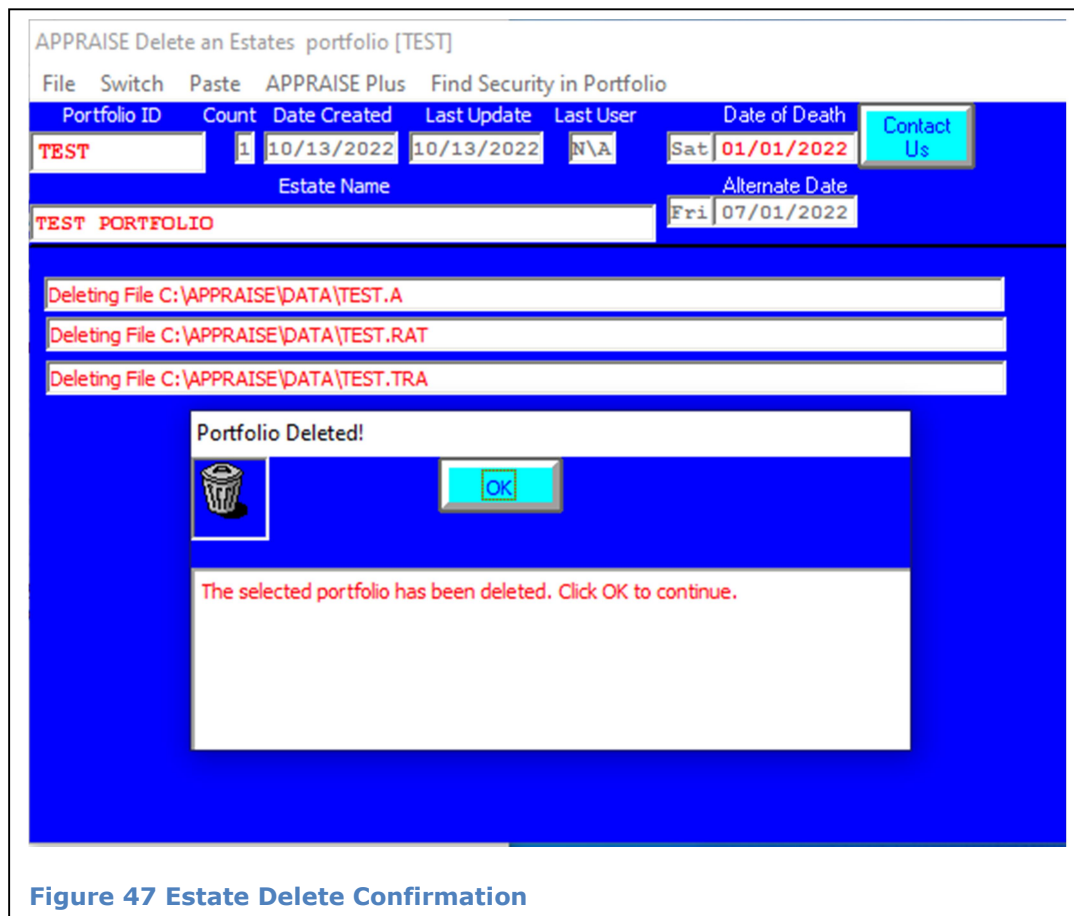 APPRAISE Delete an Estates portfolio [TEST]
File Switch Paste APPRAISE Plus Find Security in Portfolio
Portfolio ID Count Date Created Last Update Last User Date of Death
TEST 1 10/13/2022 10/13/2022 N\A Sat 01/01/2022
Contact
Us
Estate Name Alternate Date
TEST PORTFOLIO Fri 07/01/2022
Deleting File C:\APPRAISE\DATA\TEST.A
Deleting File C:\APPRAISE\DATA\TEST.RAT
Deleting File C:\APPRAISE\DATA\TEST.TRA
Portfolio Deleted!
OK
The selected portfolio has been deleted. Click OK to continue.
Figure 47 Estate Delete Confirmation